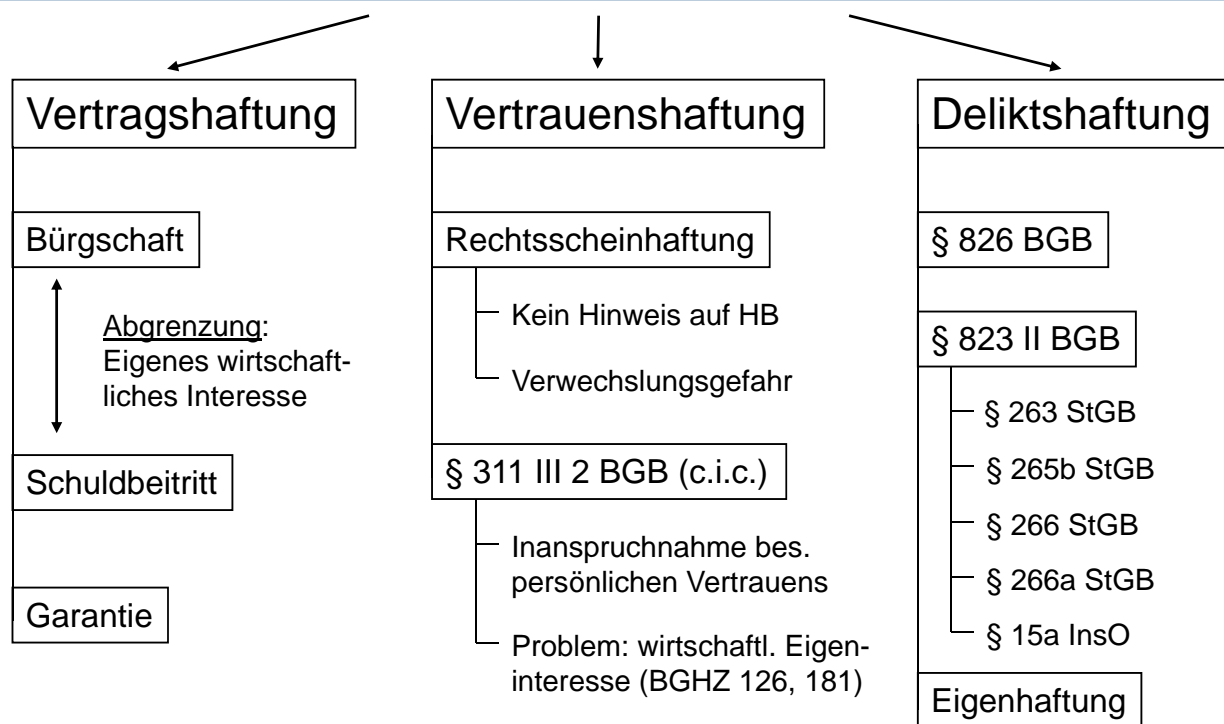 Vertragshaftung
Bürgschaft
Abgrenzung:
Eigenes wirtschaft-
liches Interesse
Schuldbeitritt
Garantie
Vertrauenshaftung
Rechtsscheinhaftung
Kein Hinweis auf HB
Verwechslungsgefahr
§ 311 III 2 BGB (c.i.c.)
Inanspruchnahme bes.
persönlichen Vertrauens
Problem: wirtschaftl. Eigen-
interesse (BGHZ 126, 181)
Deliktshaftung
§ 826 BGB
§ 823 II BGB
§ 263 StGB
§ 265b StGB
§ 266 StGB
§ 266a StGB
§ 15a InsO
Eigenhaftung